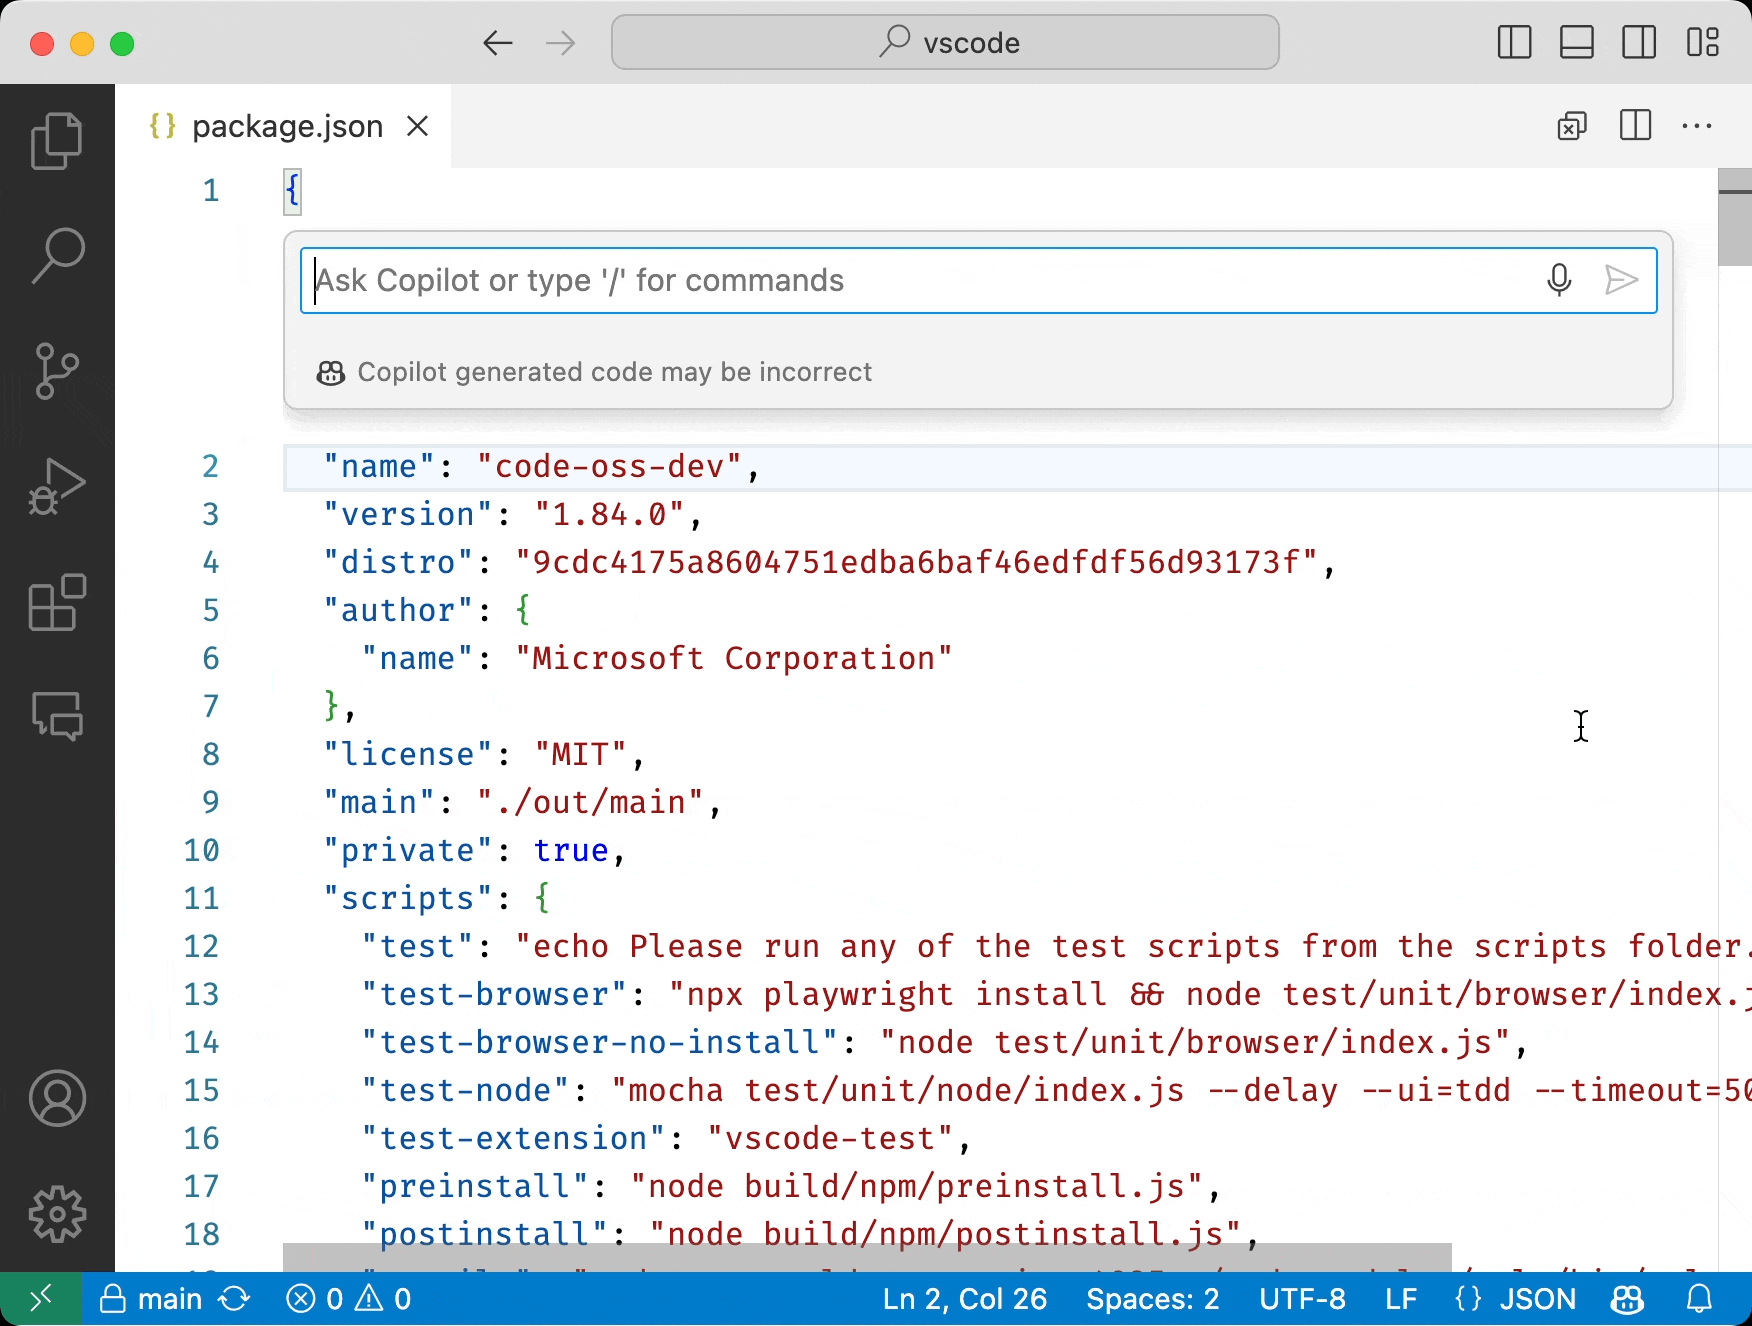 vscode
{} package.json
1 {
Ask Copilot or type '/' for commands
Copilot generated code may be incorrect
2 "name": "code-oss-dev",
3 "version": "1.84.0",
4 "distro": "9cdc4175a8604751edba6baf46edfdf56d93173f",
5 "author": {
6 "name": "Microsoft Corporation"
7 },
8 "license": "MIT",
9 "main": "./out/main",
10 "private": true,
11 "scripts": {
12 "test": "echo Please run any of the test scripts from the scripts folder.
13 "test-browser": "npx playwright install && node test/unit/browser/index.j
14 "test-browser-no-install": "node test/unit/browser/index.js",
15 "test-node": "mocha test/unit/node/index.js --delay --ui=tdd --timeout=50
16 "test-extension": "vscode-test",
17 "preinstall": "node build/npm/preinstall.js",
18 "postinstall": "node build/npm/postinstall.js",
main 0 0 Ln 2, Col 26 Spaces: 2 UTF-8 LF {} JSON